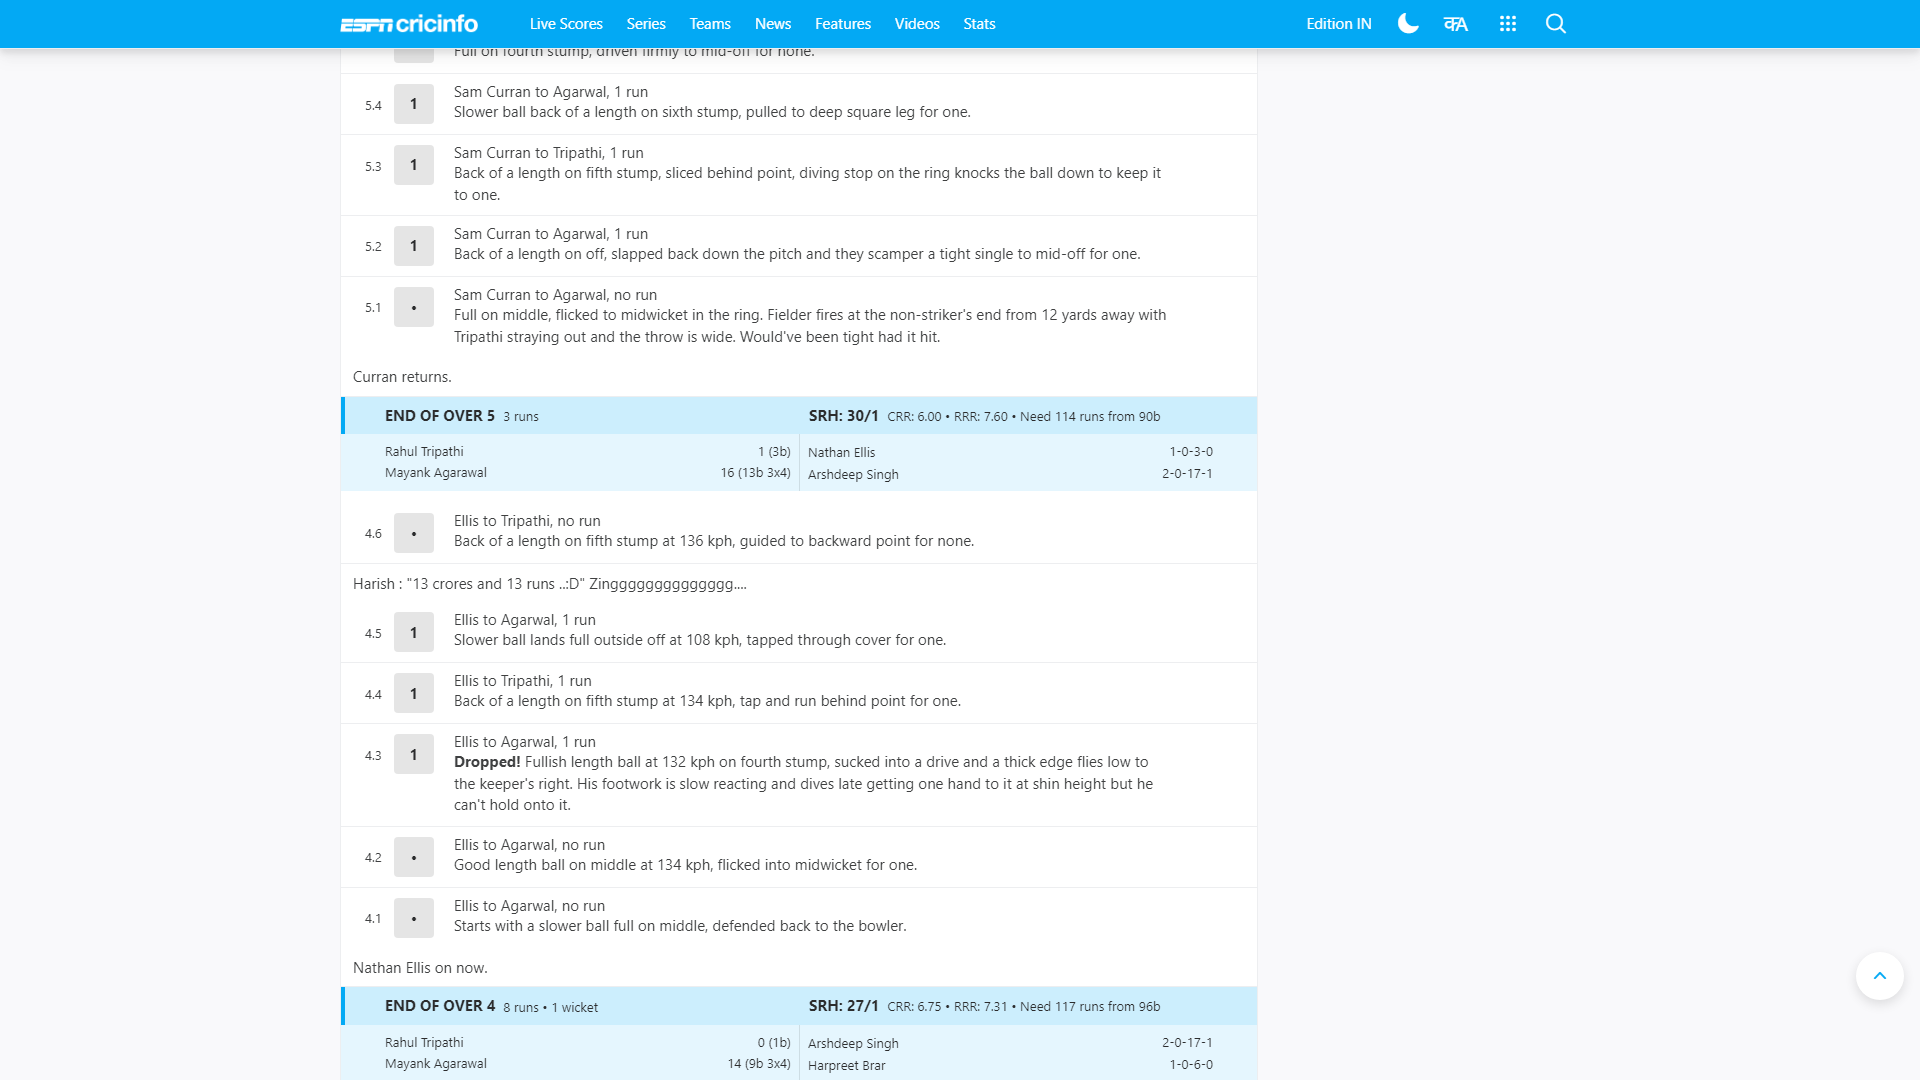 ESPN cricinfo Live Scores Series Teams News Features Videos Stats Edition IN क A
Full on fourth stump, driven firmly to mid-off for none.
5.4 1 Sam Curran to Agarwal, 1 run
Slower ball back of a length on sixth stump, pulled to deep square leg for one.
5.3 1 Sam Curran to Tripathi, 1 run
Back of a length on fifth stump, sliced behind point, diving stop on the ring knocks the ball down to keep it
to one.
5.2 1 Sam Curran to Agarwal, 1 run
Back of a length on off, slapped back down the pitch and they scamper a tight single to mid-off for one.
5.1 • Sam Curran to Agarwal, no run
Full on middle, flicked to midwicket in the ring. Fielder fires at the non-striker's end from 12 yards away with
Tripathi straying out and the throw is wide. Would've been tight had it hit.
Curran returns.
END OF OVER 5 3 runs SRH: 30/1 CRR: 6.00 • RRR: 7.60 • Need 114 runs from 90b
Rahul Tripathi 1 (3b) Nathan Ellis 1-0-3-0
Mayank Agarawal 16 (13b 3x4) Arshdeep Singh 2-0-17-1
4.6 • Ellis to Tripathi, no run
Back of a length on fifth stump at 136 kph, guided to backward point for none.
Harish : "13 crores and 13 runs ..:D" Zingggggggggggggg....
4.5 1 Ellis to Agarwal, 1 run
Slower ball lands full outside off at 108 kph, tapped through cover for one.
4.4 1 Ellis to Tripathi, 1 run
Back of a length on fifth stump at 134 kph, tap and run behind point for one.
4.3 1 Ellis to Agarwal, 1 run
Dropped! Fullish length ball at 132 kph on fourth stump, sucked into a drive and a thick edge flies low to
the keeper's right. His footwork is slow reacting and dives late getting one hand to it at shin height but he
can't hold onto it.
4.2 • Ellis to Agarwal, no run
Good length ball on middle at 134 kph, flicked into midwicket for one.
4.1 • Ellis to Agarwal, no run
Starts with a slower ball full on middle, defended back to the bowler.
Nathan Ellis on now.
END OF OVER 4 8 runs • 1 wicket SRH: 27/1 CRR: 6.75 • RRR: 7.31 • Need 117 runs from 96b
Rahul Tripathi 0 (1b) Arshdeep Singh 2-0-17-1
Mayank Agarawal 14 (9b 3x4) Harpreet Brar 1-0-6-0